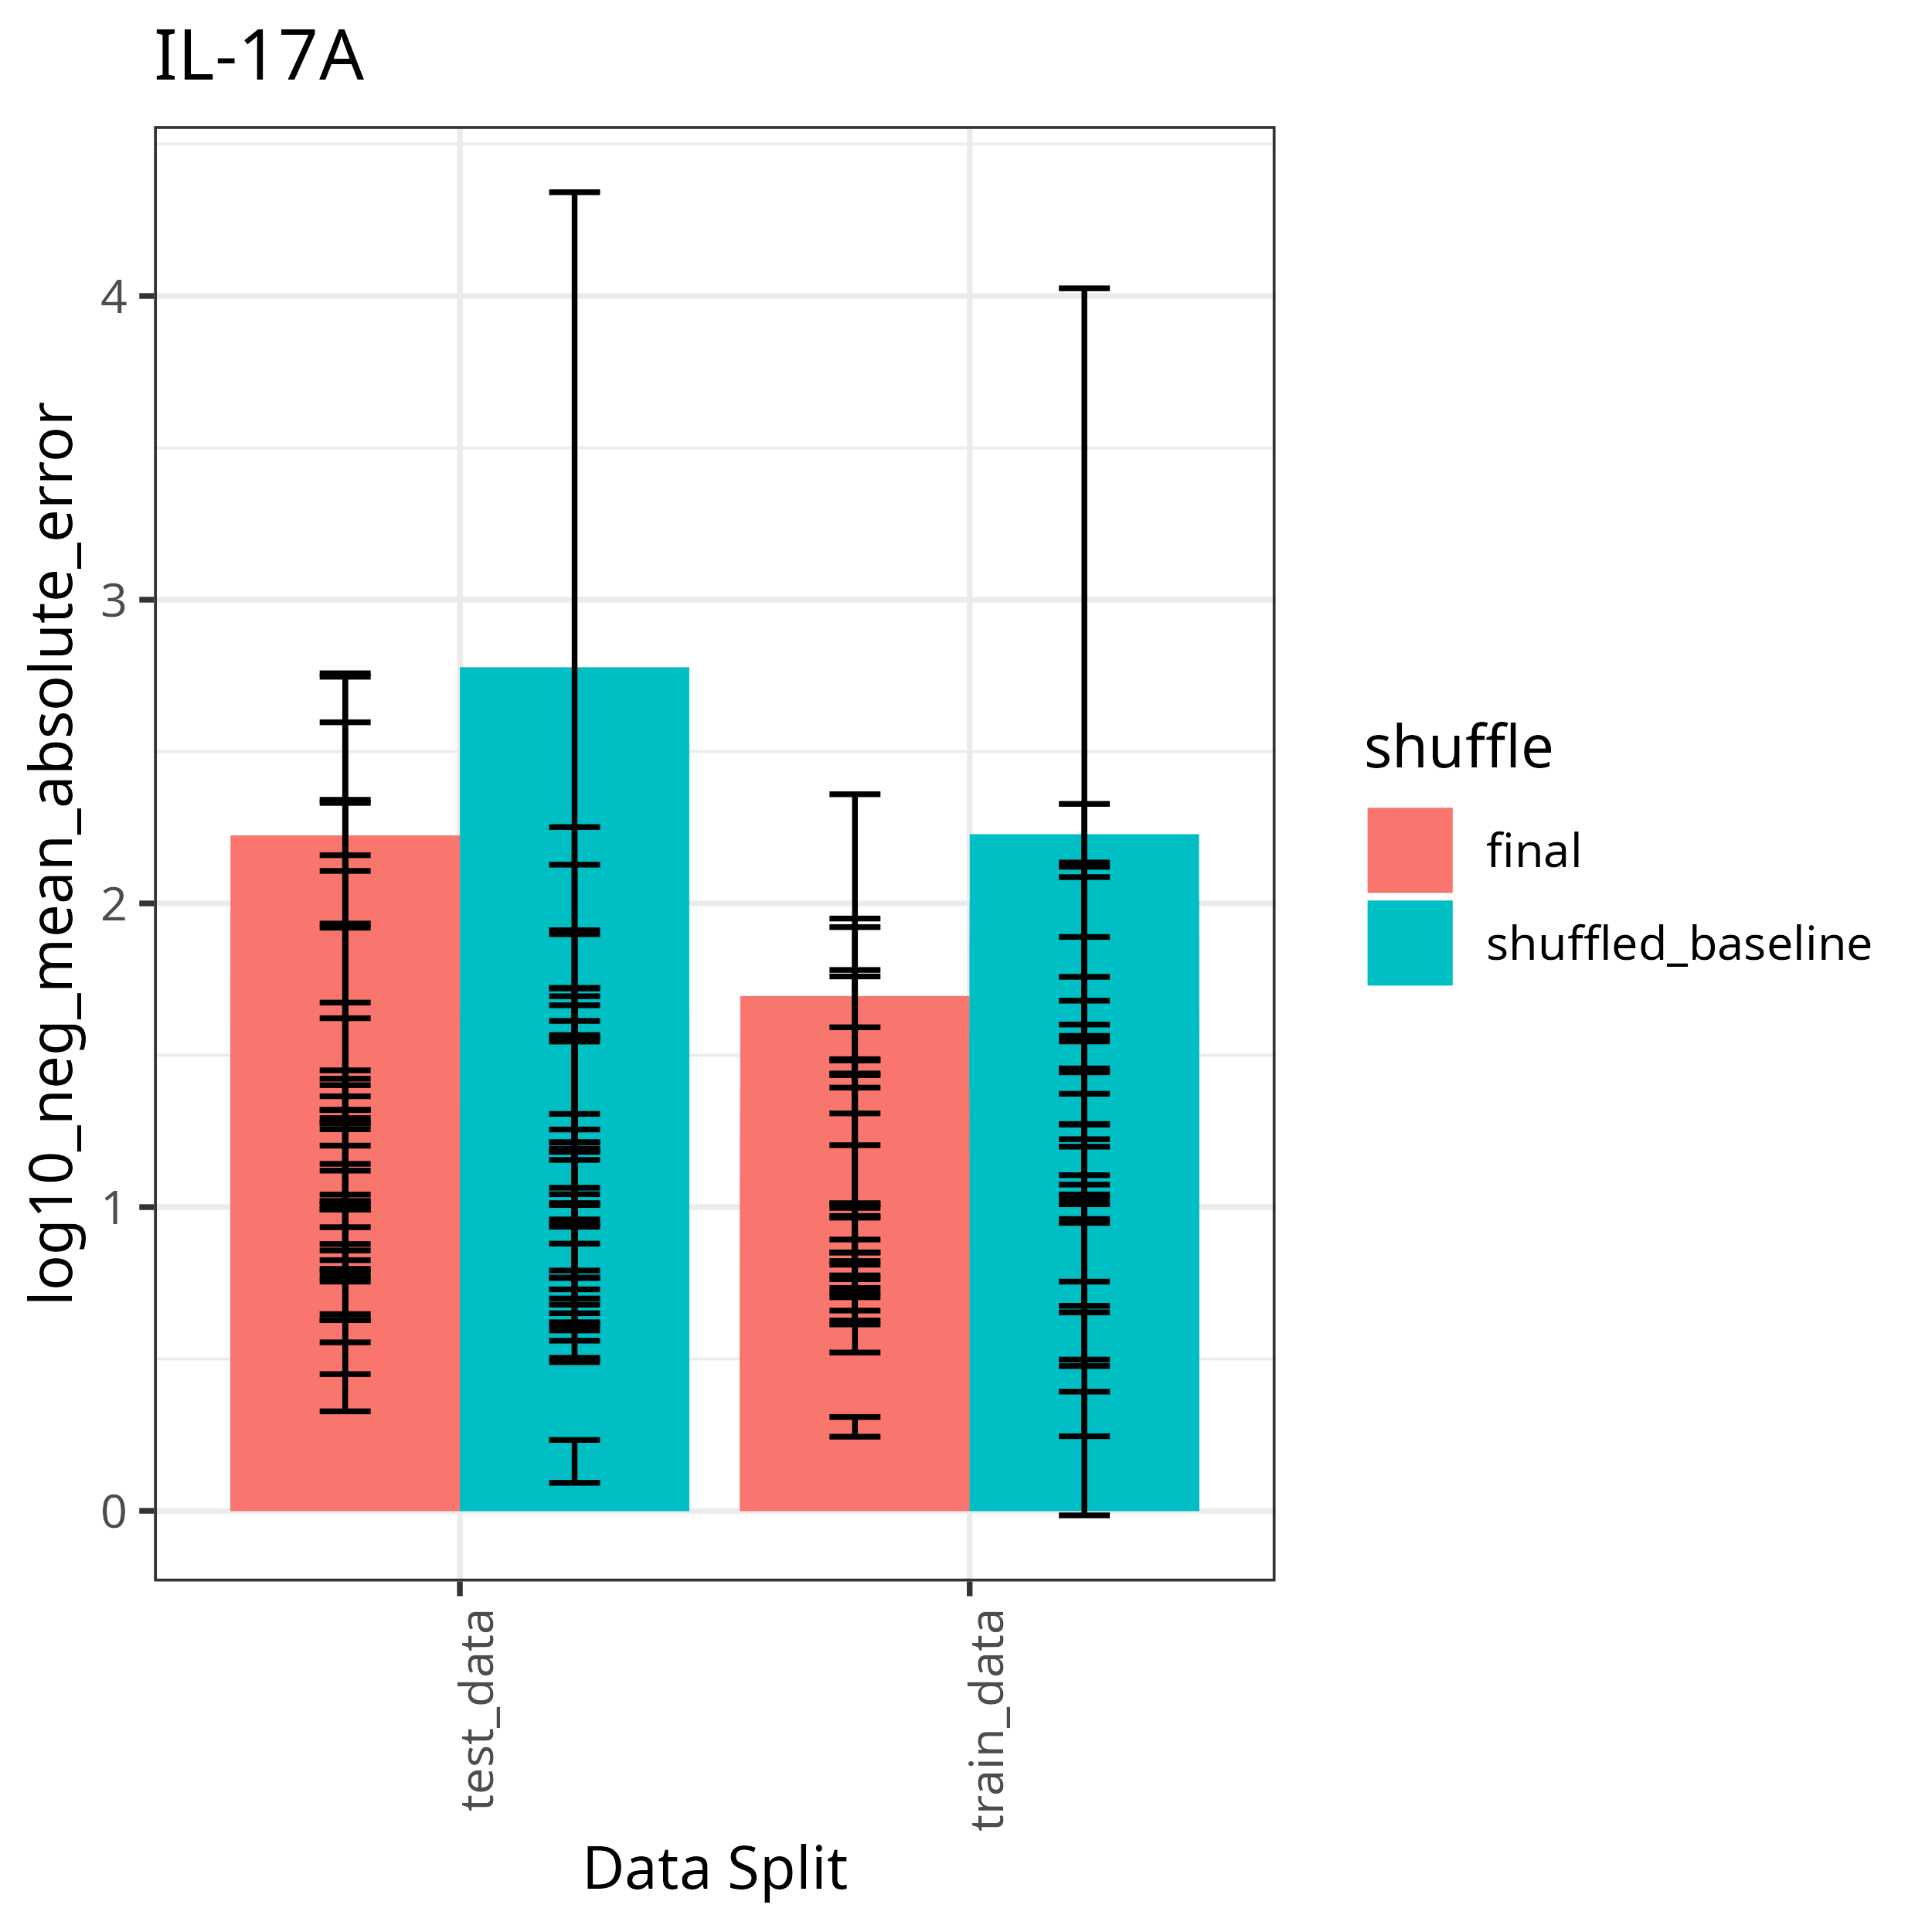 IL-17A
log10_neg_mean_absolute_error
4
3
2
1
0
test_data
train_data
Data Split
shuffle
final
shuffled_baseline